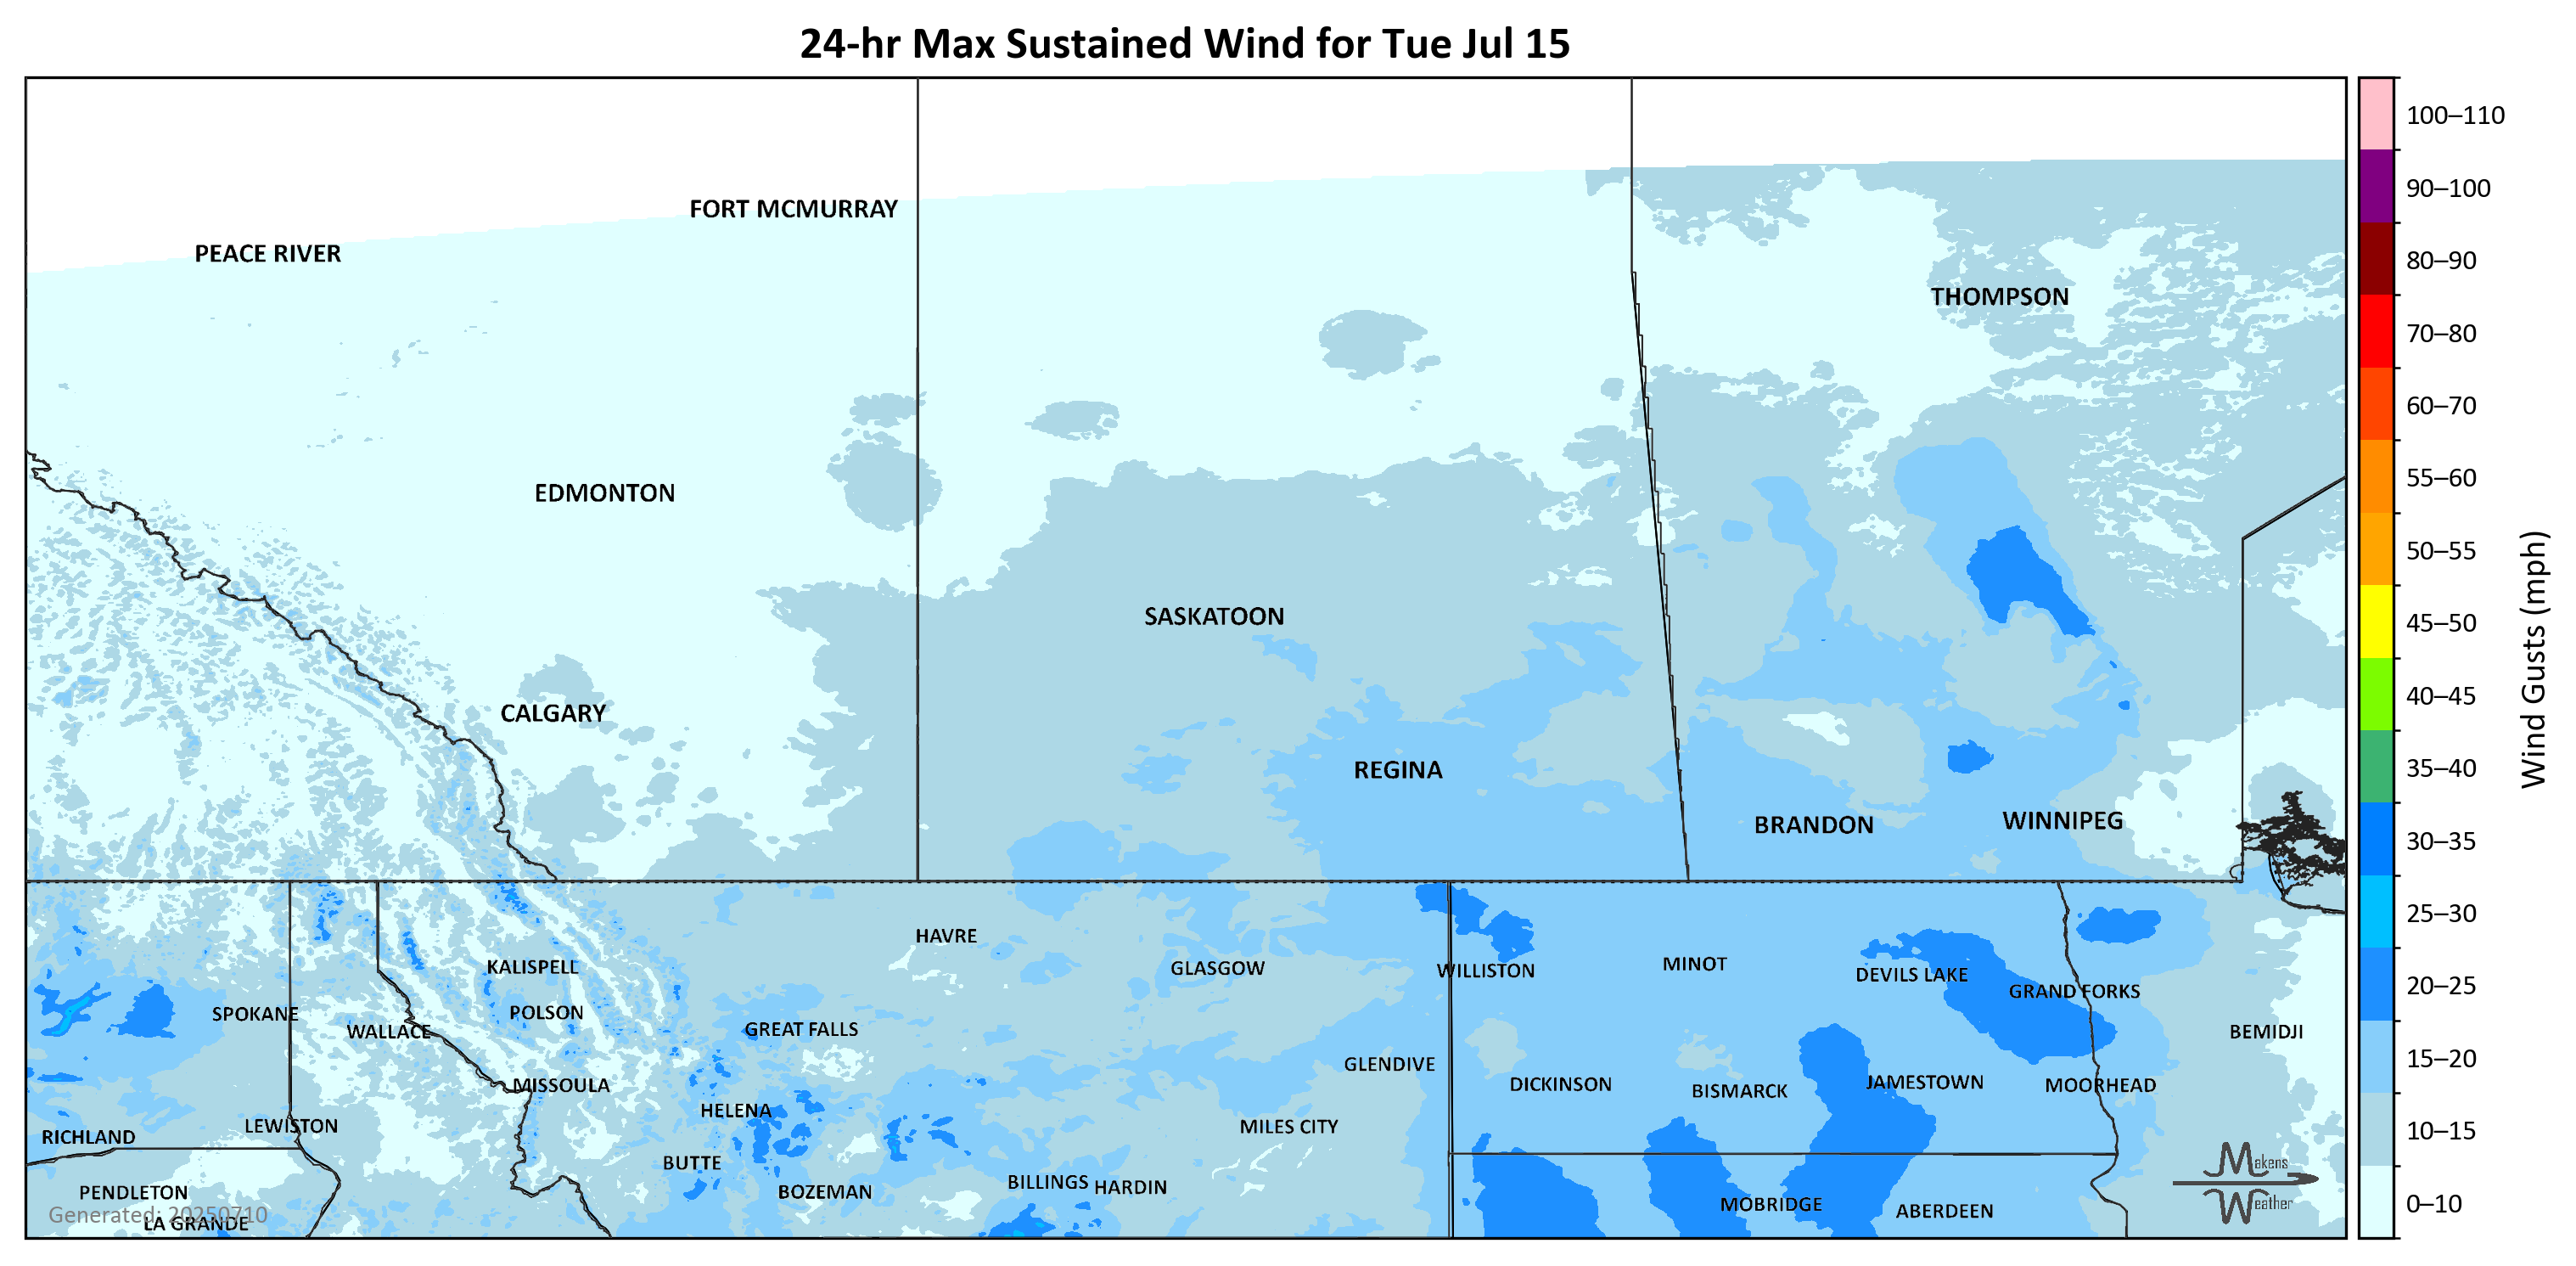 24-hr Max Sustained Wind for Tue Jul 15
100–110
90–100
80–90
70–80
60–70
55–60
50–55
45–50
40–45
35–40
30–35
25–30
20–25
15–20
10–15
0–10
Wind Gusts (mph)
FORT MCMURRAY
PEACE RIVER
THOMPSON
EDMONTON
SASKATOON
CALGARY
REGINA
BRANDON
WINNIPEG
HAVRE
KALISPELL
GLASGOW
WILLISTON
MINOT
DEVILS LAKE
GRAND FORKS
SPOKANE
POLSON
WALLACE
GREAT FALLS
BEMIDJI
GLENDIVE
MISSOULA
DICKINSON
BISMARCK
JAMESTOWN
MOORHEAD
HELENA
LEWISTON
MILES CITY
RICHLAND
BUTTE
PENDLETON
BOZEMAN
BILLINGS
HARDIN
MOBRIDGE
ABERDEEN
Generated: 20250710
LA GRANDE
Makens
Weather